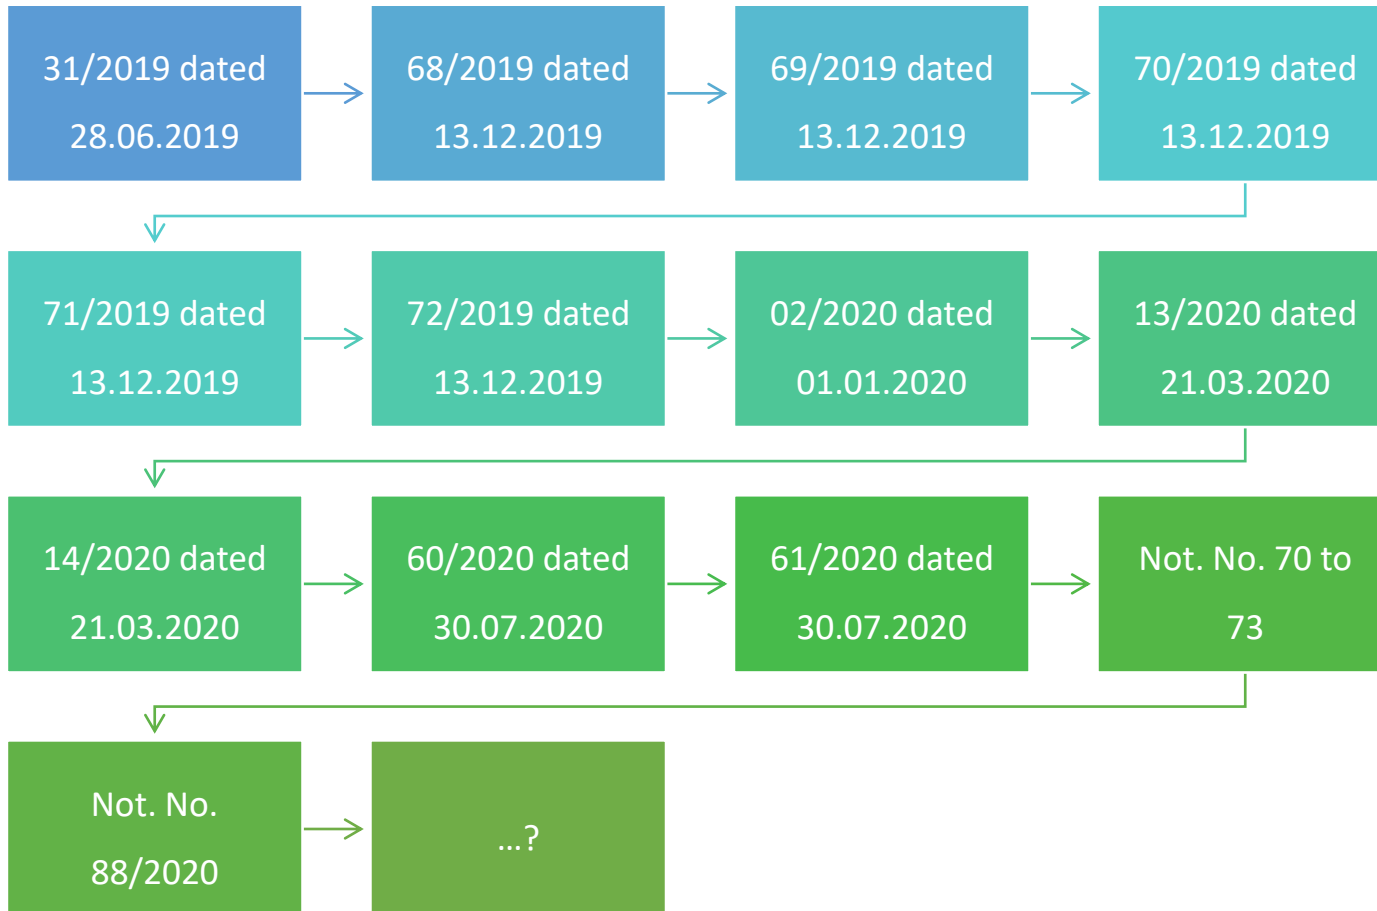 31/2019 dated
28.06.2019
68/2019 dated
13.12.2019
69/2019 dated
13.12.2019
70/2019 dated
13.12.2019
71/2019 dated
13.12.2019
72/2019 dated
13.12.2019
02/2020 dated
01.01.2020
13/2020 dated
21.03.2020
14/2020 dated
21.03.2020
60/2020 dated
30.07.2020
61/2020 dated
30.07.2020
Not. No. 70 to
73
Not. No.
88/2020
...?